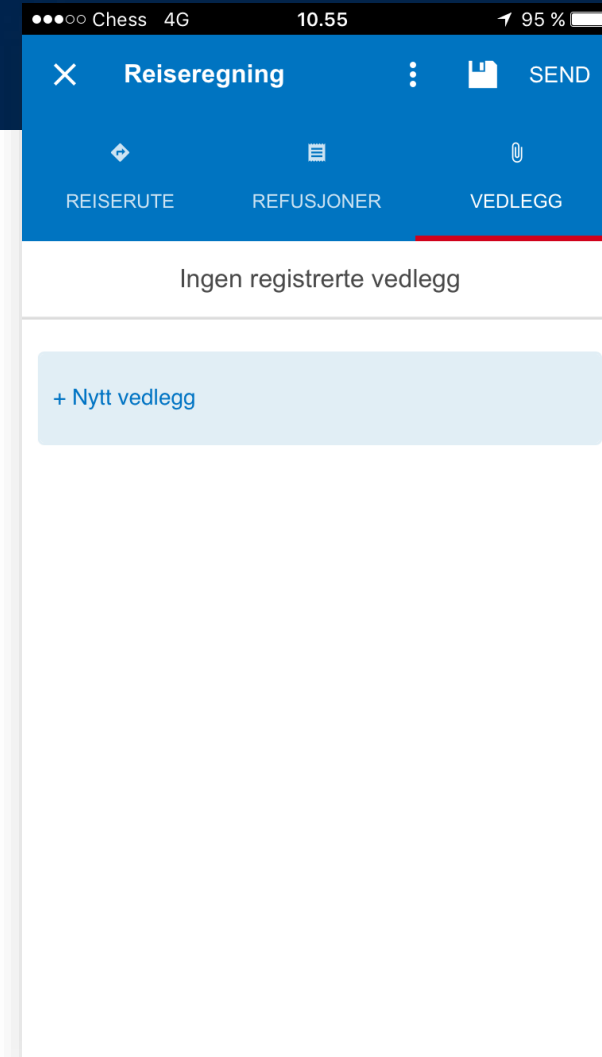 Chess 4G 10.55 95 %
Reiseregning SEND
REISERUTE REFUSJONER VEDLEGG
Ingen registrerte vedlegg
+ Nytt vedlegg